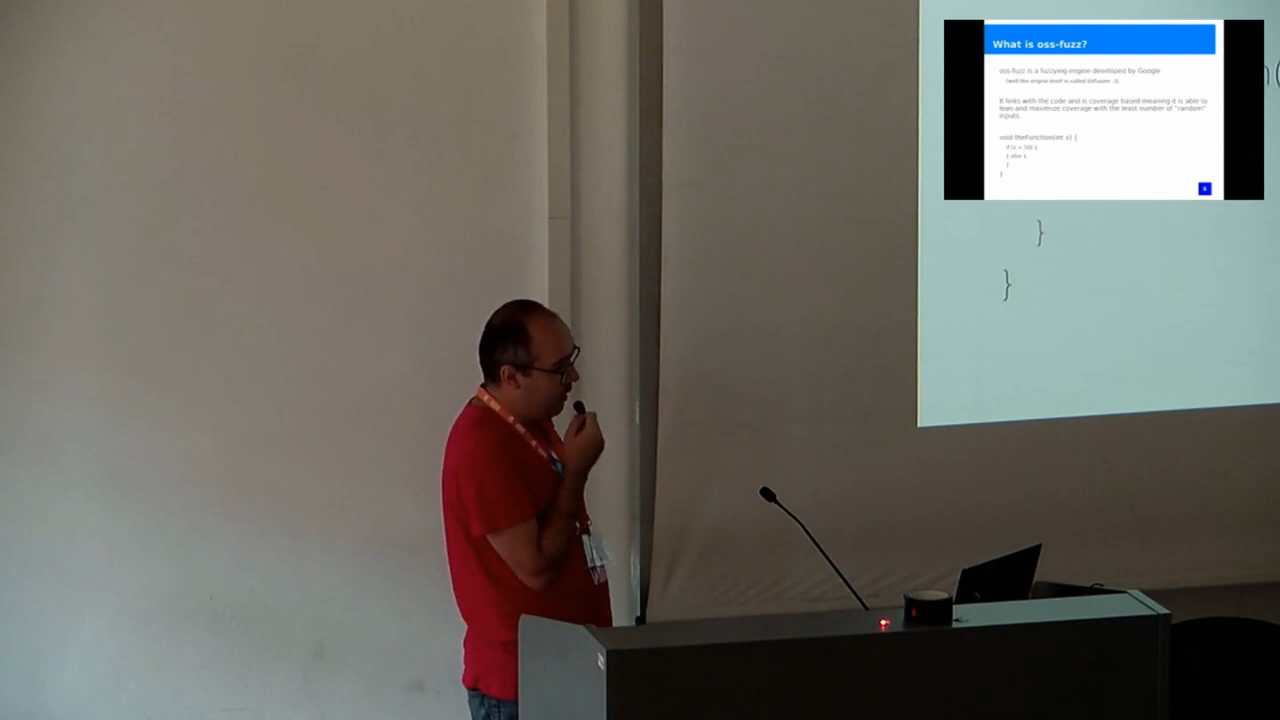 What is oss-fuzz?
oss-fuzz is a fuzzying engine developed by Google
(well the engine itself is called libFuzzer ;))
It links with the code and is coverage based meaning it is able to
lean and maximize coverage with the least number of "random"
inputs.
void theFunction(int x) {
if (x > 50) {
} else {
}
}
6
}
}